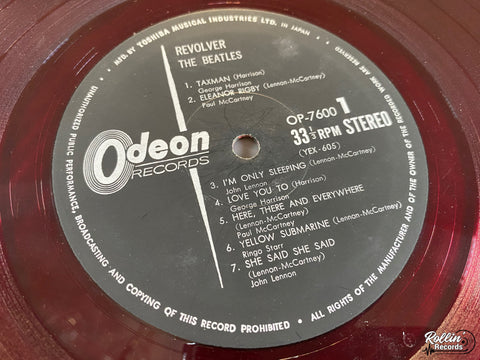 MFD BY TOSHIBA MUSICAL INDUSTRIES LTD. IN JAPAN
ALL RIGHTS OF THE MANUFACTURER AND OF THE OWNER OF THE RECORDED WORK ARE RESERVED
UNAUTHORIZED PUBLIC PERFORMANCE, BROADCASTING AND COPYING OF THIS RECORD PROHIBITED
REVOLVER
THE BEATLES
1. TAXMAN (Harrison)
George Harrison
2. ELEANOR RIGBY (Lennon-McCartney)
Paul McCartney
Odeon
RECORDS
OP-7600 1
33 1/3 RPM STEREO
(YEX-605)
3. I'M ONLY SLEEPING (Lennon-McCartney)
John Lennon
4. LOVE YOU TO (Harrison)
George Harrison
5. HERE, THERE AND EVERYWHERE
(Lennon-McCartney)
Paul McCartney
6. YELLOW SUBMARINE (Lennon-McCartney)
Ringo Starr
7. SHE SAID SHE SAID
(Lennon-McCartney)
John Lennon
Rollin
Records